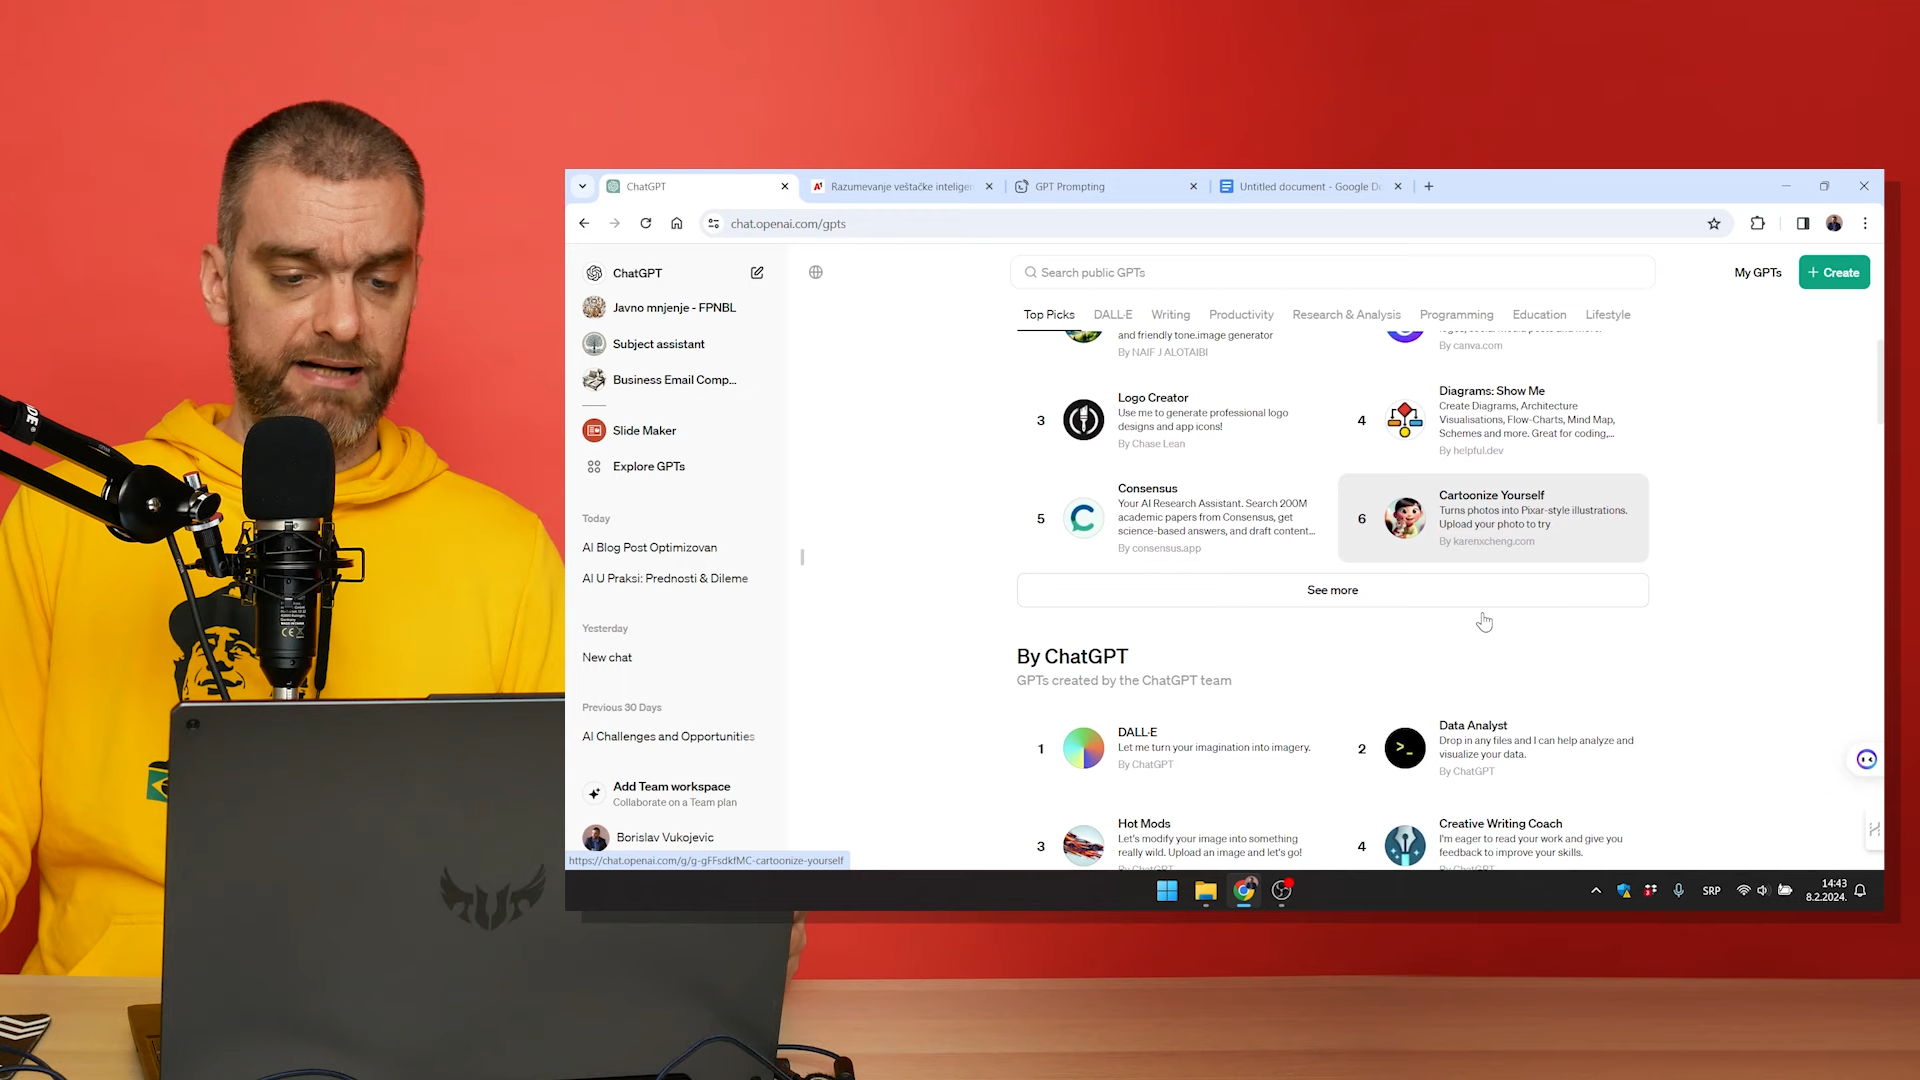 ChatGPT
Razumevanje veštačke inteligen
GPT Prompting
Untitled document - Google Do
chat.openai.com/gpts
ChatGPT
Javno mnjenje - FPNBL
Subject assistant
Business Email Comp...
Slide Maker
Explore GPTs
Today
AI Blog Post Optimizovan
AI U Praksi: Prednosti & Dileme
Yesterday
New chat
Previous 30 Days
AI Challenges and Opportunities
Add Team workspace
Collaborate on a Team plan
Borislav Vukojevic
https://chat.openai.com/g/g-gFFsdkfMC-cartoonize-yourself
Search public GPTs
My GPTs
+ Create
Top Picks
DALL·E
Writing
Productivity
Research & Analysis
Programming
Education
Lifestyle
and friendly tone.image generator
By NAIF J ALOTAIBI
By canva.com
3
Logo Creator
Use me to generate professional logo
designs and app icons!
By Chase Lean
4
Diagrams: Show Me
Create Diagrams, Architecture
Visualisations, Flow-Charts, Mind Map,
Schemes and more. Great for coding,...
By helpful.dev
5
Consensus
Your AI Research Assistant. Search 200M
academic papers from Consensus, get
science-based answers, and draft content...
By consensus.app
6
Cartoonize Yourself
Turns photos into Pixar-style illustrations.
Upload your photo to try
By karenxcheng.com
See more
By ChatGPT
GPTs created by the ChatGPT team
1
DALL·E
Let me turn your imagination into imagery.
By ChatGPT
2
Data Analyst
Drop in any files and I can help analyze and
visualize your data.
By ChatGPT
3
Hot Mods
Let's modify your image into something
really wild. Upload an image and let's go!
By ChatGPT
4
Creative Writing Coach
I'm eager to read your work and give you
feedback to improve your skills.
By ChatGPT
SRP
14:43
8.2.2024.